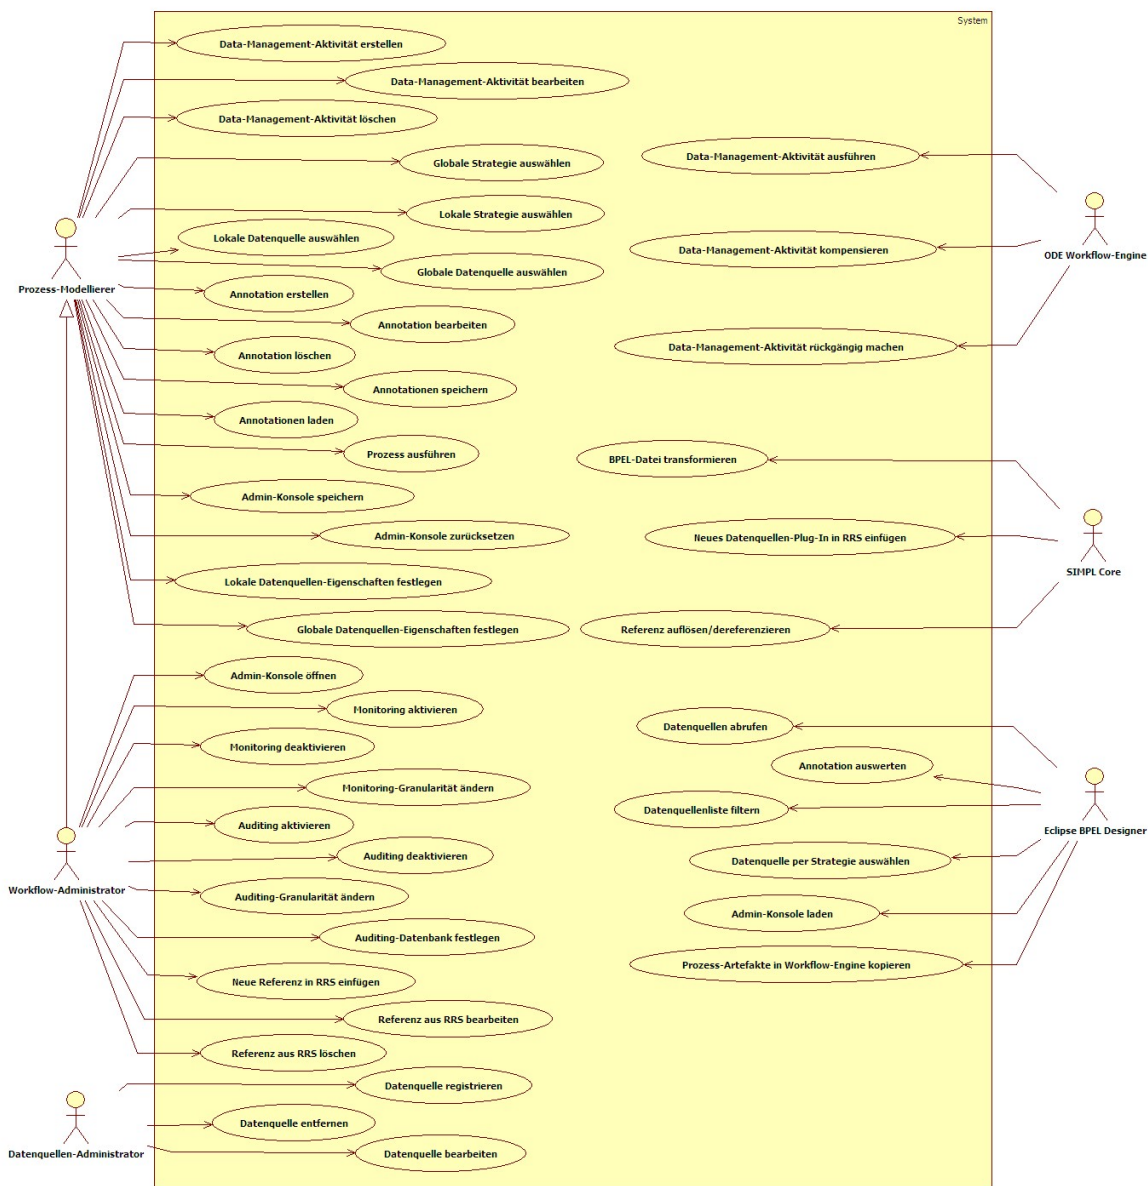 System
Data-Management-Aktivität erstellen
Data-Management-Aktivität bearbeiten
Data-Management-Aktivität löschen
Globale Strategie auswählen
Lokale Strategie auswählen
Lokale Datenquelle auswählen
Globale Datenquelle auswählen
Prozess-Modellierer
Annotation erstellen
Annotation bearbeiten
Annotation löschen
Annotationen speichern
Annotationen laden
Prozess ausführen
Admin-Konsole speichern
Admin-Konsole zurücksetzen
Lokale Datenquellen-Eigenschaften festlegen
Globale Datenquellen-Eigenschaften festlegen
Admin-Konsole öffnen
Monitoring aktivieren
Monitoring deaktivieren
Monitoring-Granularität ändern
Auditing aktivieren
Auditing deaktivieren
Workflow-Administrator
Auditing-Granularität ändern
Auditing-Datenbank festlegen
Neue Referenz in RRS einfügen
Referenz aus RRS bearbeiten
Referenz aus RRS löschen
Datenquelle registrieren
Datenquelle entfernen
Datenquellen-Administrator
Datenquelle bearbeiten
Data-Management-Aktivität ausführen
Data-Management-Aktivität kompensieren
ODE Workflow-Engine
Data-Management-Aktivität rückgängig machen
BPEL-Datei transformieren
Neues Datenquellen-Plug-In in RRS einfügen
SIMPL Core
Referenz auflösen/dereferenzieren
Datenquellen abrufen
Annotation auswerten
Datenquellenliste filtern
Eclipse BPEL Designer
Datenquelle per Strategie auswählen
Admin-Konsole laden
Prozess-Artefakte in Workflow-Engine kopieren